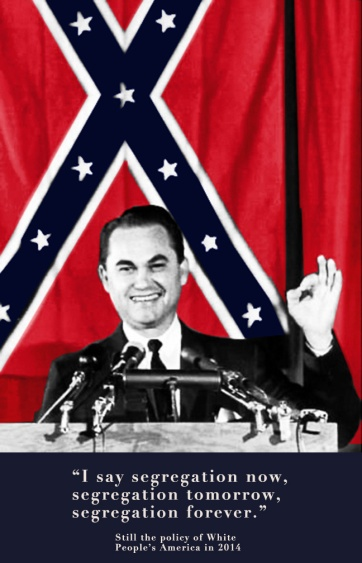 “I say segregation now,
segregation tomorrow,
segregation forever.”
Still the policy of White
People's America in 2014